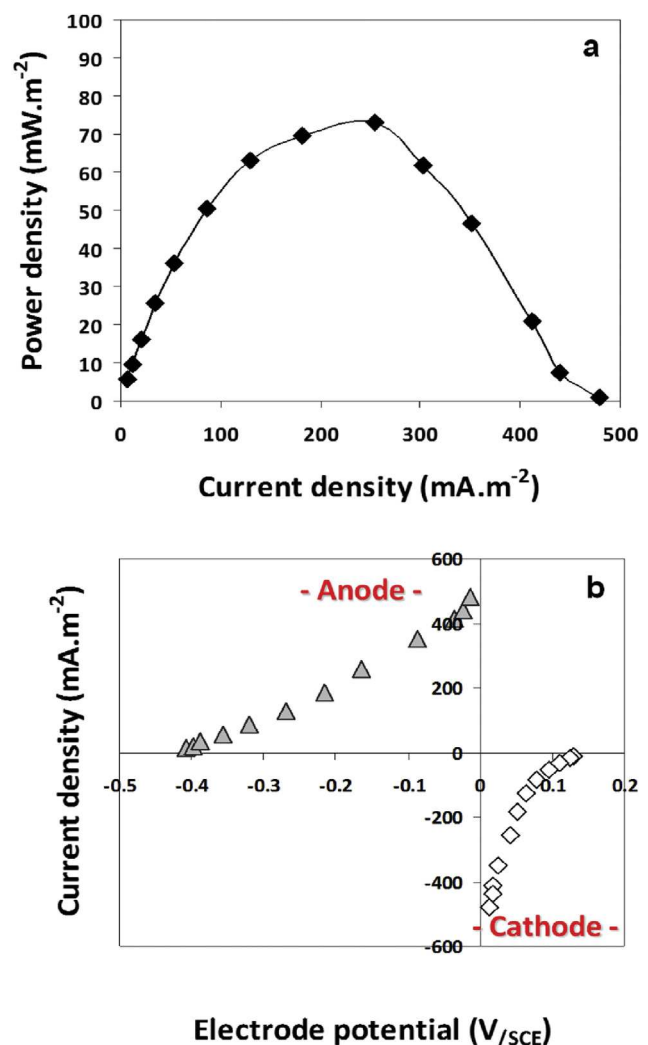 a
Power density (mW.m-2)
100
90
80
70
60
50
40
30
20
10
0
0 100 200 300 400 500
Current density (mA.m-2)
b
- Anode -
Current density (mA.m-2)
600
400
200
0
-0.5 -0.4 -0.3 -0.2 -0.1 0 0.1 0.2
-200
-400
- Cathode -
-600
Electrode potential (V/SCE)